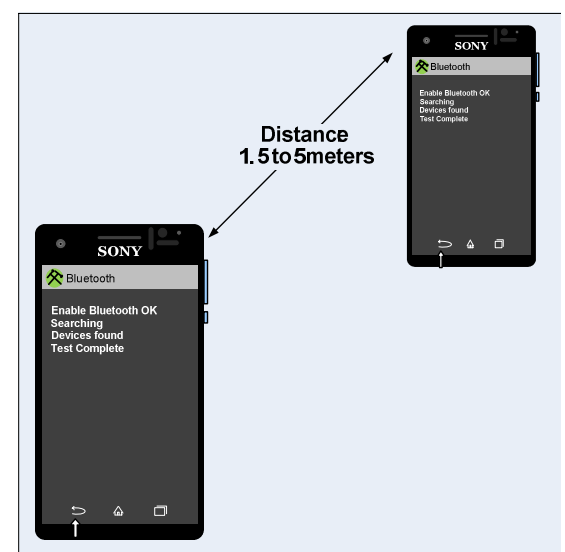 SONY
Bluetooth
Enable Bluetooth OK
Searching
Devices found
Test Complete
Distance
1.5to5meters
SONY
Bluetooth
Enable Bluetooth OK
Searching
Devices found
Test Complete